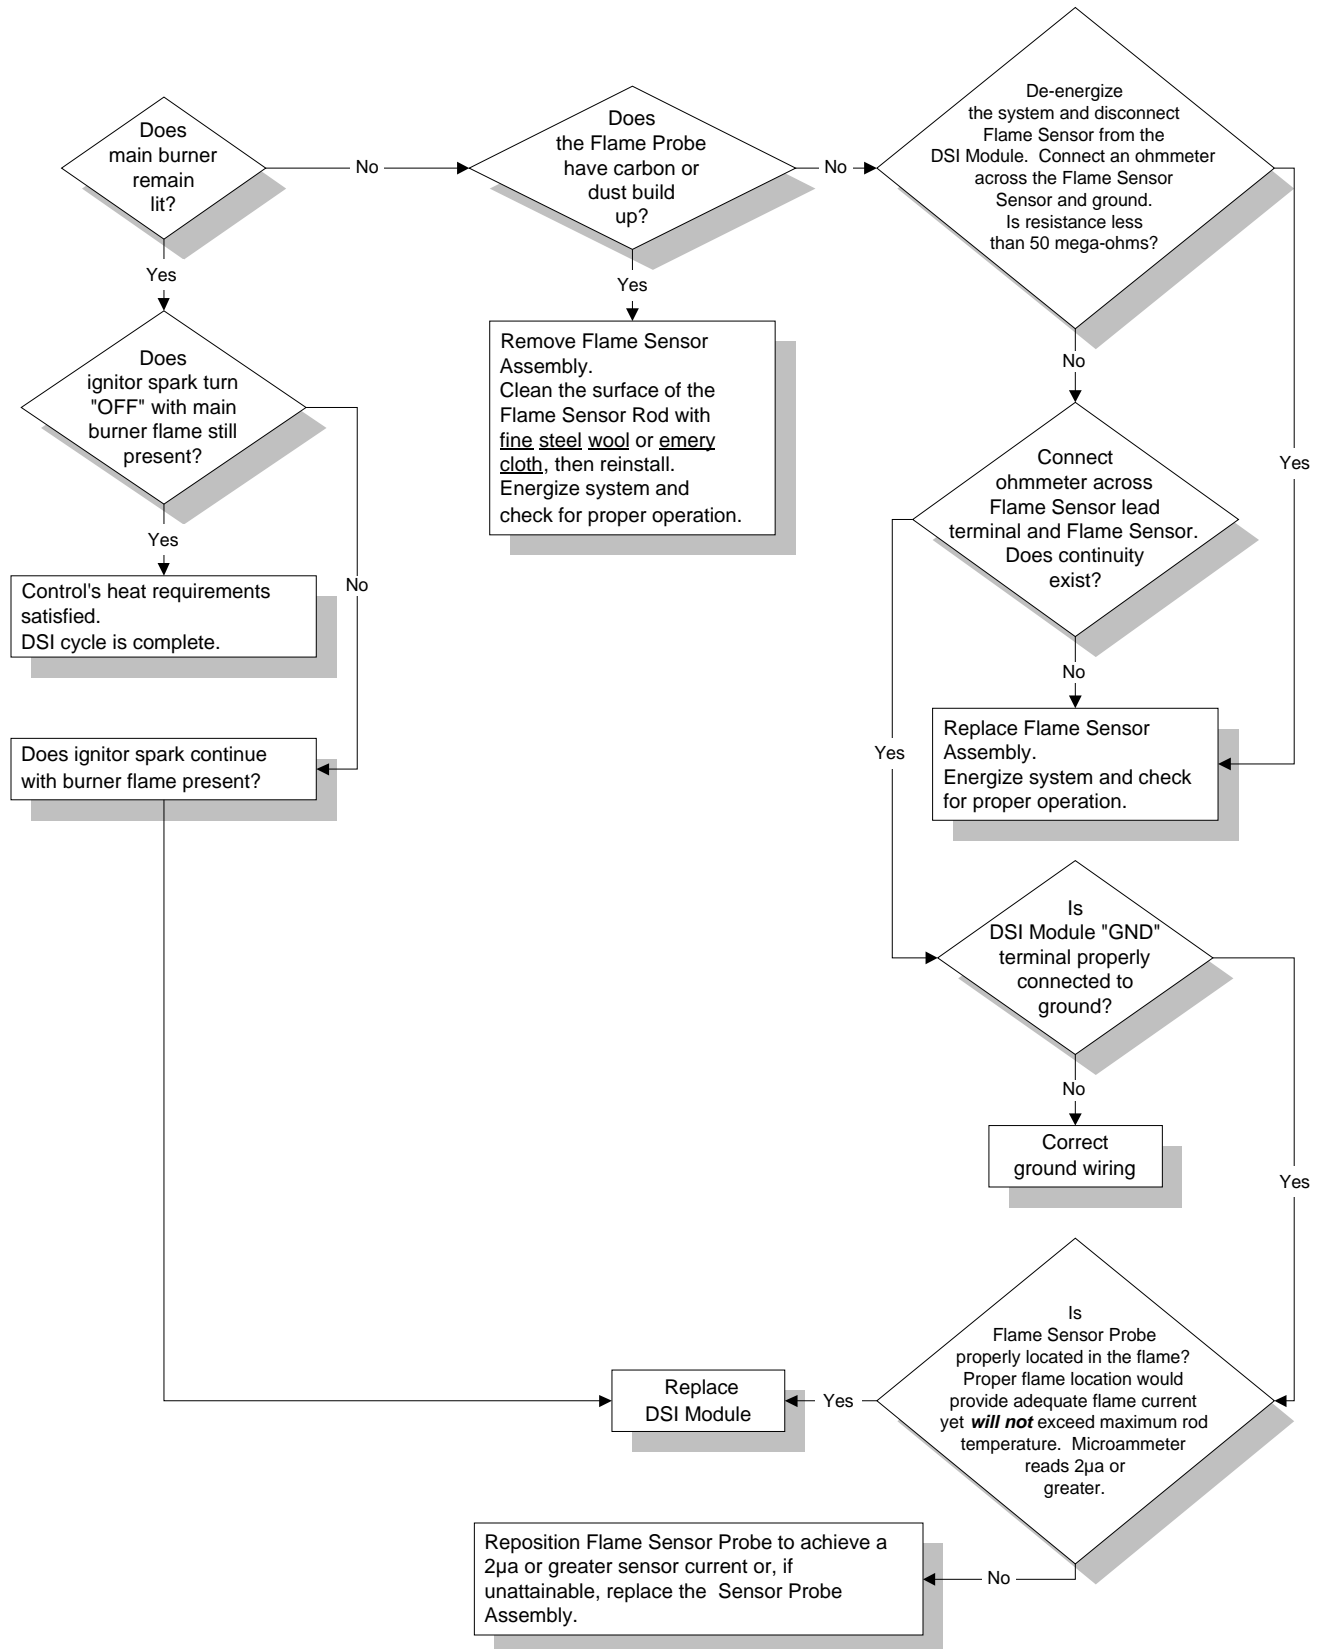 Does
main burner
remain
lit?
No
Does
the Flame Probe
have carbon or
dust build
up?
No
De-energize
the system and disconnect
Flame Sensor from the
DSI Module.  Connect an ohmmeter
across the Flame Sensor
Sensor and ground.
Is resistance less
than 50 mega-ohms?
Yes
Yes
No
Yes
Does
ignitor spark turn
"OFF" with main
burner flame still
present?
Yes
No
Remove Flame Sensor
Assembly.
Clean the surface of the
Flame Sensor Rod with
fine steel wool or emery
cloth, then reinstall.
Energize system and
check for proper operation.
Connect
ohmmeter across
Flame Sensor lead
terminal and Flame Sensor.
Does continuity
exist?
No
Yes
Control's heat requirements
satisfied.
DSI cycle is complete.
Does ignitor spark continue
with burner flame present?
Replace Flame Sensor
Assembly.
Energize system and check
for proper operation.
Is
DSI Module "GND"
terminal properly
connected to
ground?
No
Yes
Correct
ground wiring
Is
Flame Sensor Probe
properly located in the flame?
Proper flame location would
provide adequate flame current
yet will not exceed maximum rod
temperature.  Microammeter
reads 2µa or
greater.
Yes
Replace
DSI Module
No
Reposition Flame Sensor Probe to achieve a
2µa or greater sensor current or, if
unattainable, replace the  Sensor Probe
Assembly.